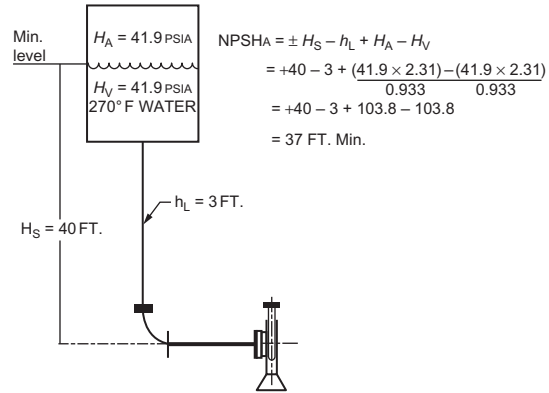 Min.
level
H_A = 41.9 PSIA
H_V = 41.9 PSIA
270° F WATER
h_L = 3 FT.
H_S = 40 FT.
NPSHA = ± H_S – h_L + H_A – H_V
= +40 – 3 + (41.9 × 2.31) – (41.9 × 2.31)
0.933 0.933
= +40 – 3 + 103.8 – 103.8
= 37 FT. Min.